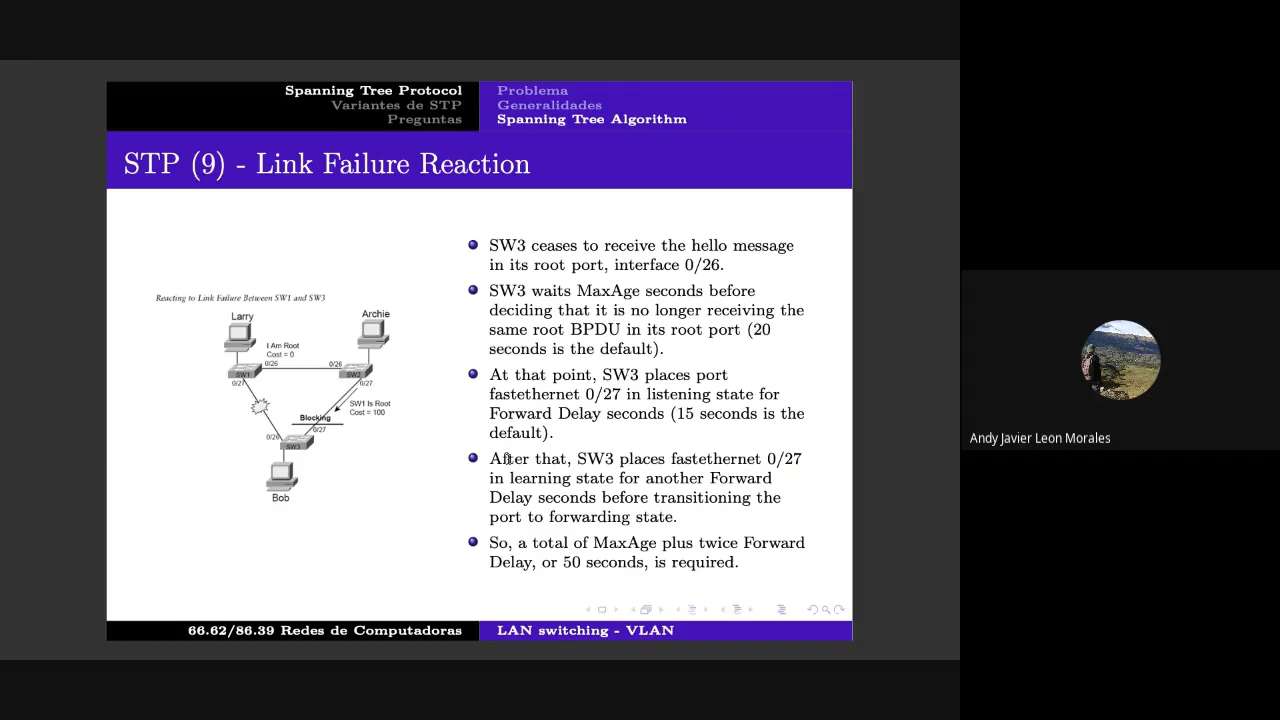 Spanning Tree Protocol
Variantes de STP
Preguntas
Problema
Generalidades
Spanning Tree Algorithm
STP (9) - Link Failure Reaction
Reacting to Link Failure Between SW1 and SW3
Larry
Archie
I Am Root
Cost = 0
0/26
0/26
SW1
SW2
0/27
0/27
SW1 Is Root
Cost = 100
Blocking
0/27
0/26
SW3
Bob
SW3 ceases to receive the hello message
in its root port, interface 0/26.
SW3 waits MaxAge seconds before
deciding that it is no longer receiving the
same root BPDU in its root port (20
seconds is the default).
At that point, SW3 places port
fastethernet 0/27 in listening state for
Forward Delay seconds (15 seconds is the
default).
After that, SW3 places fastethernet 0/27
in learning state for another Forward
Delay seconds before transitioning the
port to forwarding state.
So, a total of MaxAge plus twice Forward
Delay, or 50 seconds, is required.
66.62/86.39 Redes de Computadoras
LAN switching - VLAN
Andy Javier Leon Morales